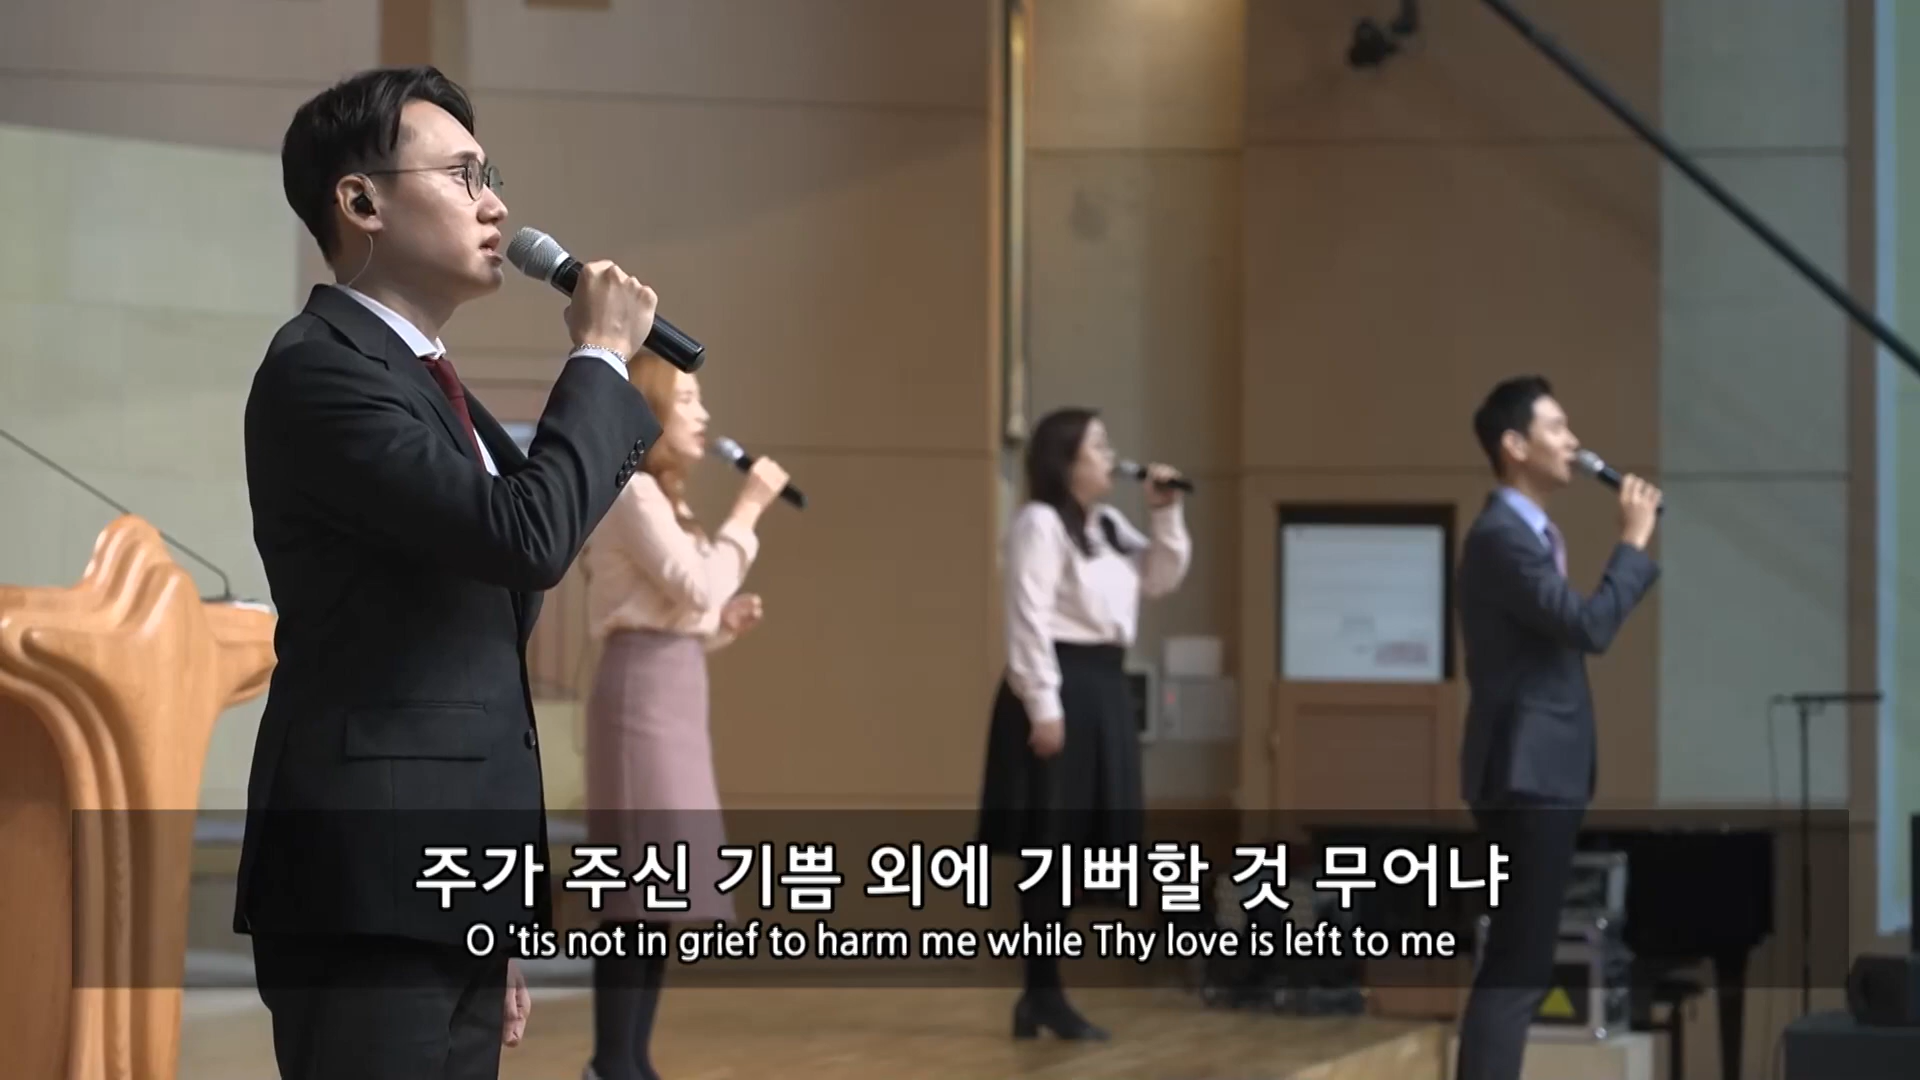 주가 주신 기쁨 외에 기뻐할 것 무어냐
O 'tis not in grief to harm me while Thy love is left to me